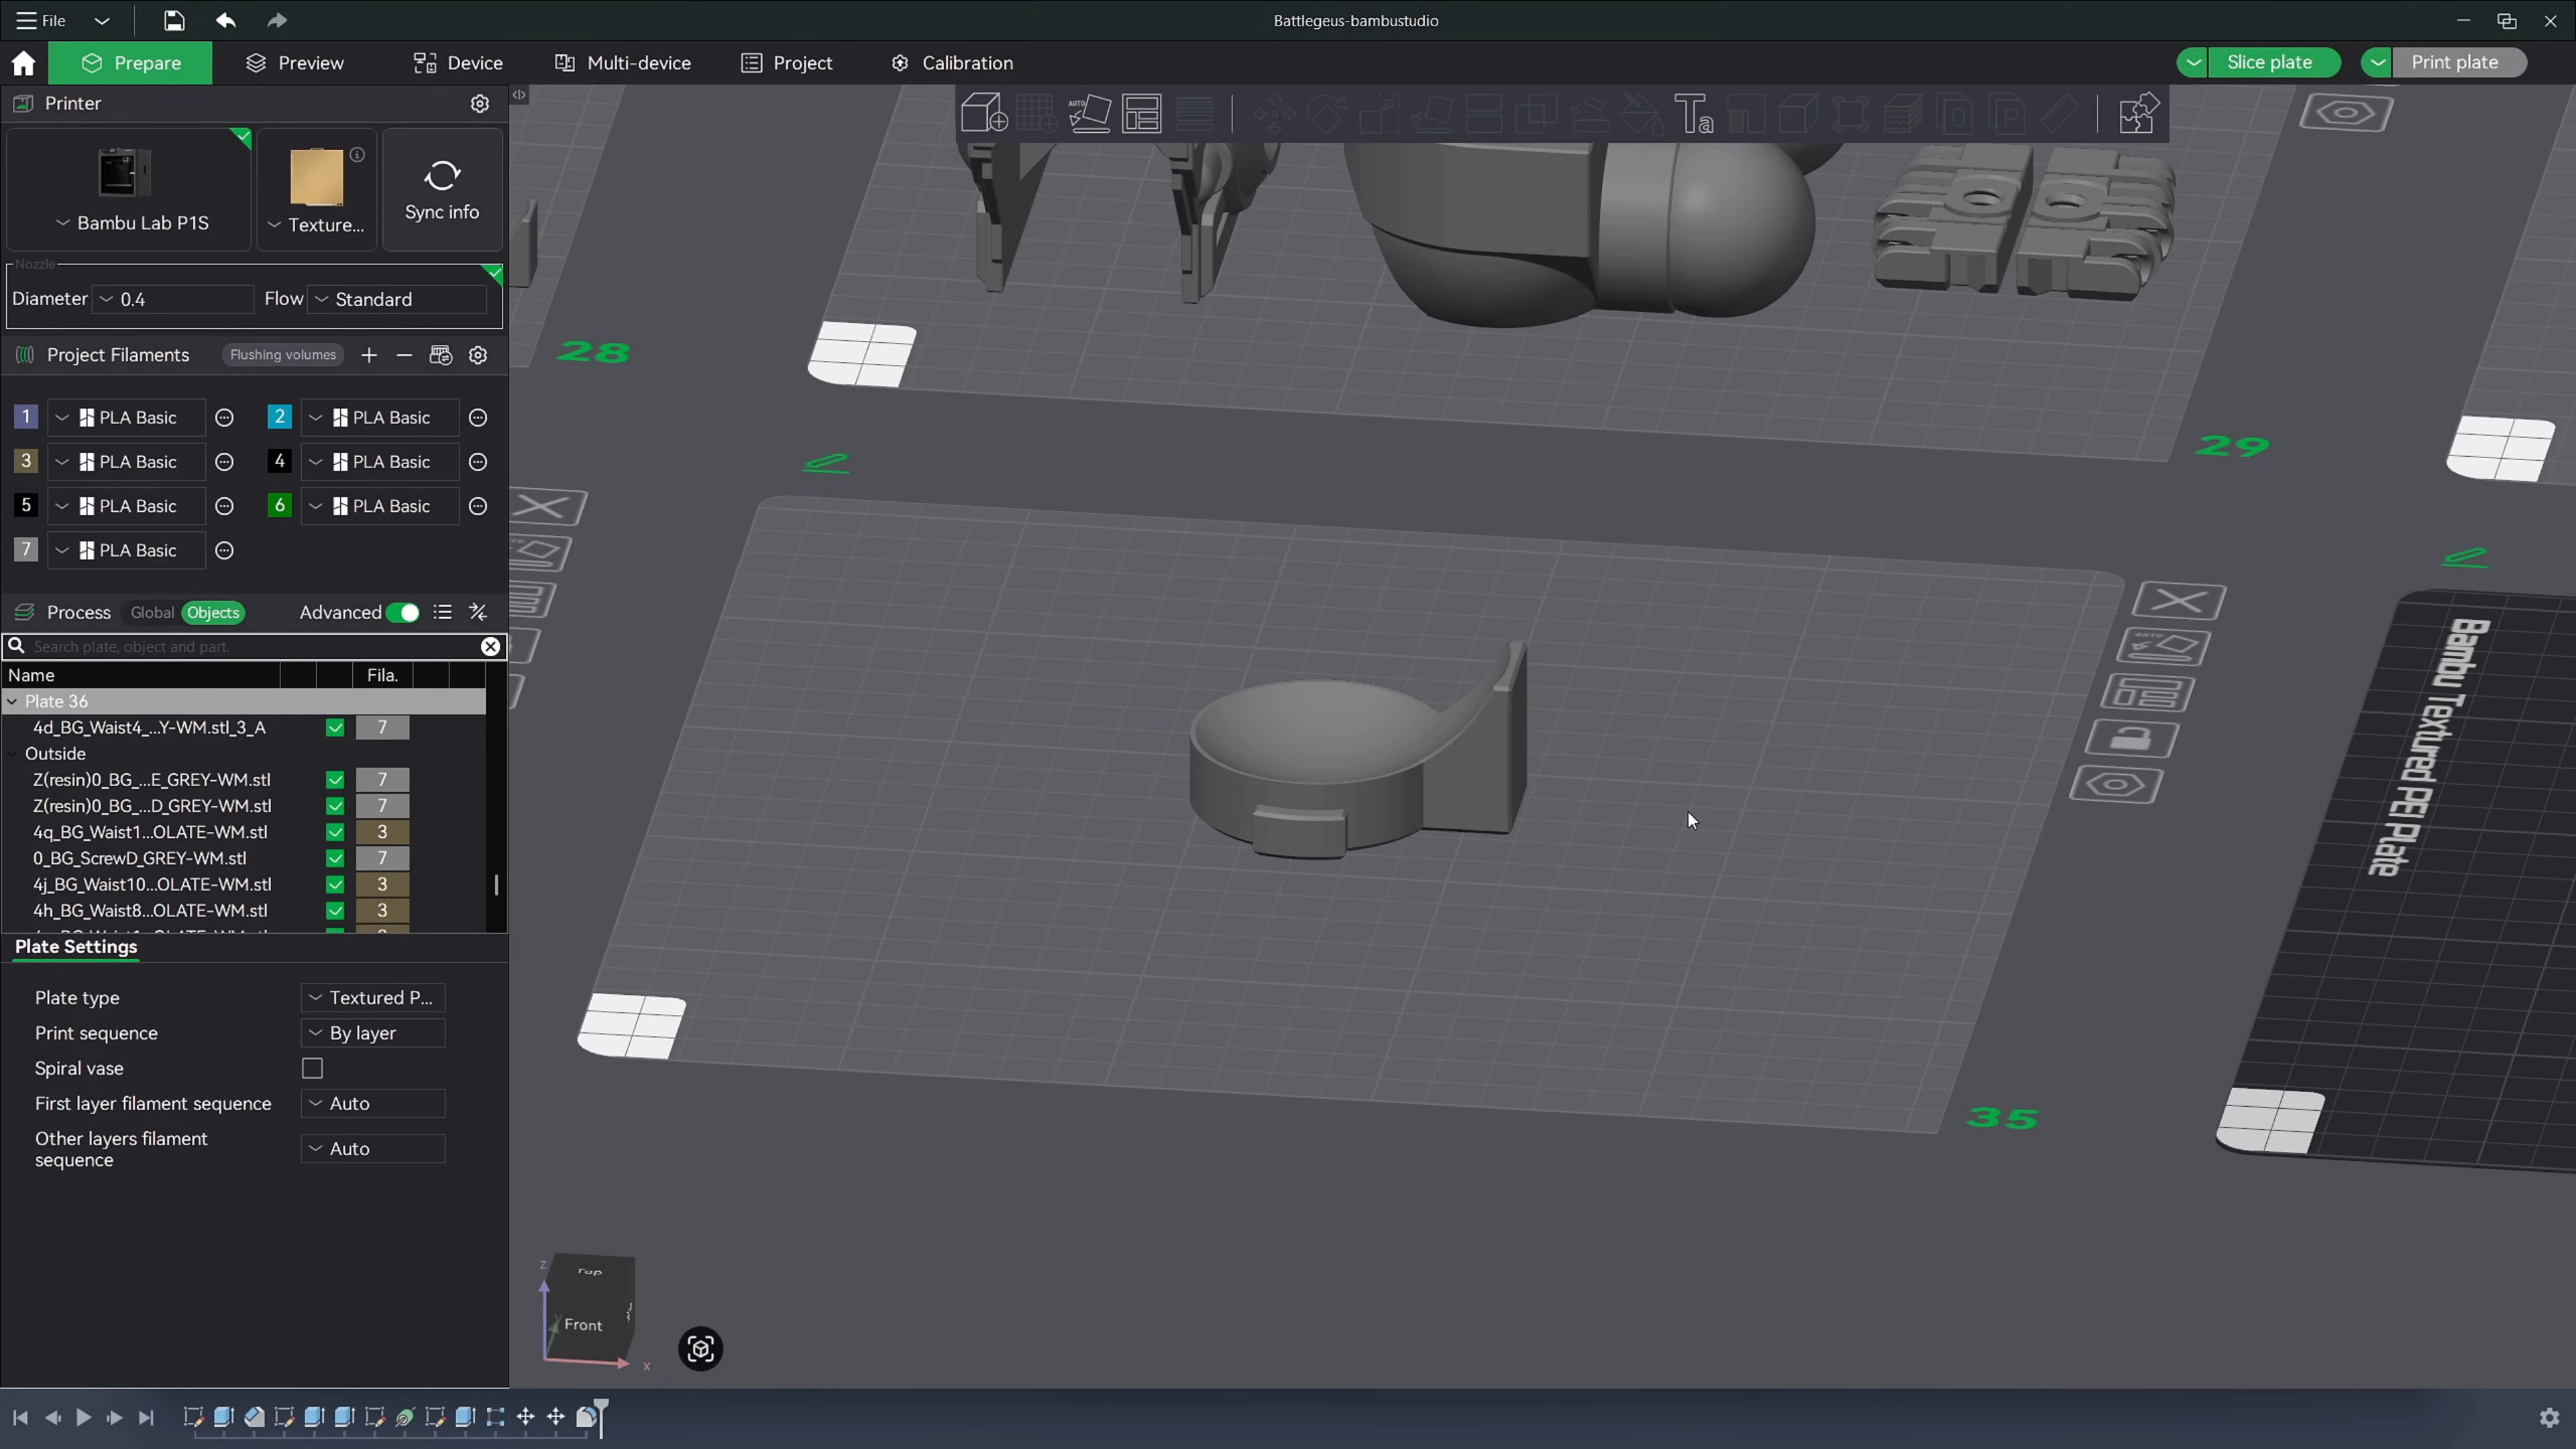 File
Battlegeus-bambustudio
Prepare
Preview
Device
Multi-device
Project
Calibration
Slice plate
Print plate
Printer
Bambu Lab P1S
Texture...
Sync info
Nozzle
Diameter 0.4 Flow Standard
Project Filaments Flushing volumes
1 PLA Basic 2 PLA Basic
3 PLA Basic 4 PLA Basic
5 PLA Basic 6 PLA Basic
7 PLA Basic
Process Global Objects Advanced
Search plate, object and part.
Name Fila.
Plate 36
4d_BG_Waist4_...Y-WM.stl_3_A 7
Outside
Z(resin)0_BG_...E_GREY-WM.stl 7
Z(resin)0_BG_...D_GREY-WM.stl 7
4q_BG_Waist1...OLATE-WM.stl 3
0_BG_ScrewD_GREY-WM.stl 7
4j_BG_Waist10...OLATE-WM.stl 3
4h_BG_Waist8...OLATE-WM.stl 3
Plate Settings
Plate type Textured P...
Print sequence By layer
Spiral vase
First layer filament sequence Auto
Other layers filament
sequence Auto
AUTO
Ta
28
29
35
Bambu Textured PEI Plate
Top
Front
Z
Y
X